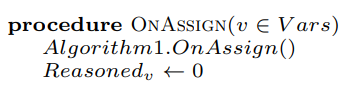 procedure OnAssign(v ∈ Vars)
Algorithm1.OnAssign()
Reasoned_v ← 0